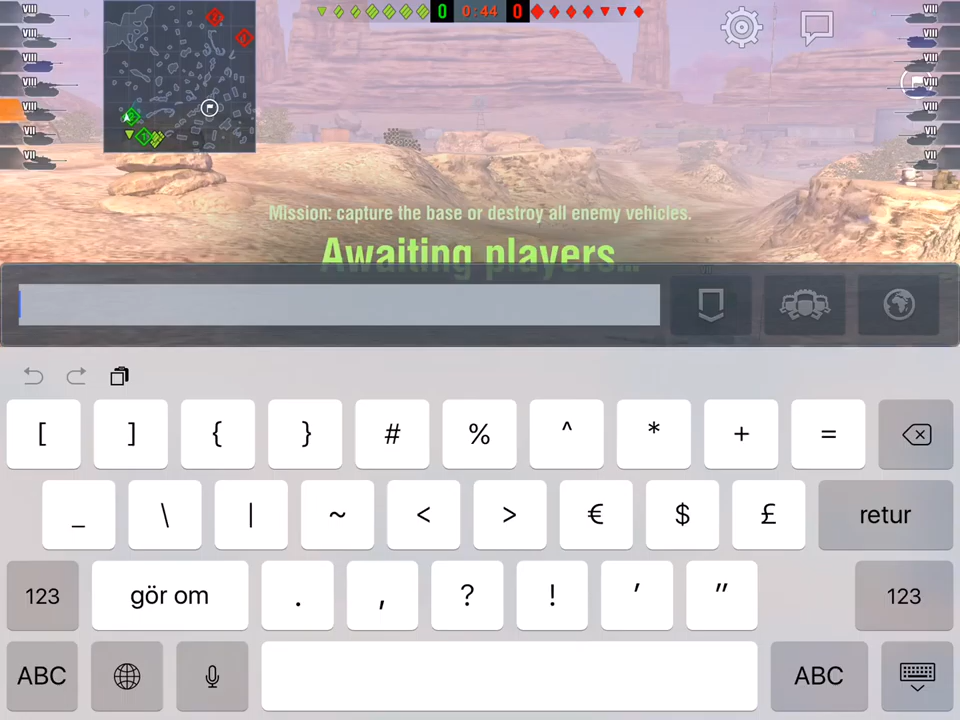 VIII
VIII
VIII
VIII
VIII
VII
VII
0 0:44 0
VIII
VIII
VIII
VIII
VII
VII
Mission: capture the base or destroy all enemy vehicles.
Awaiting players...
[ ] { } # % ^ * + =
_ \ | ~ < > € $ £ retur
123 gör om . , ? ! ’ ” 123
ABC ABC